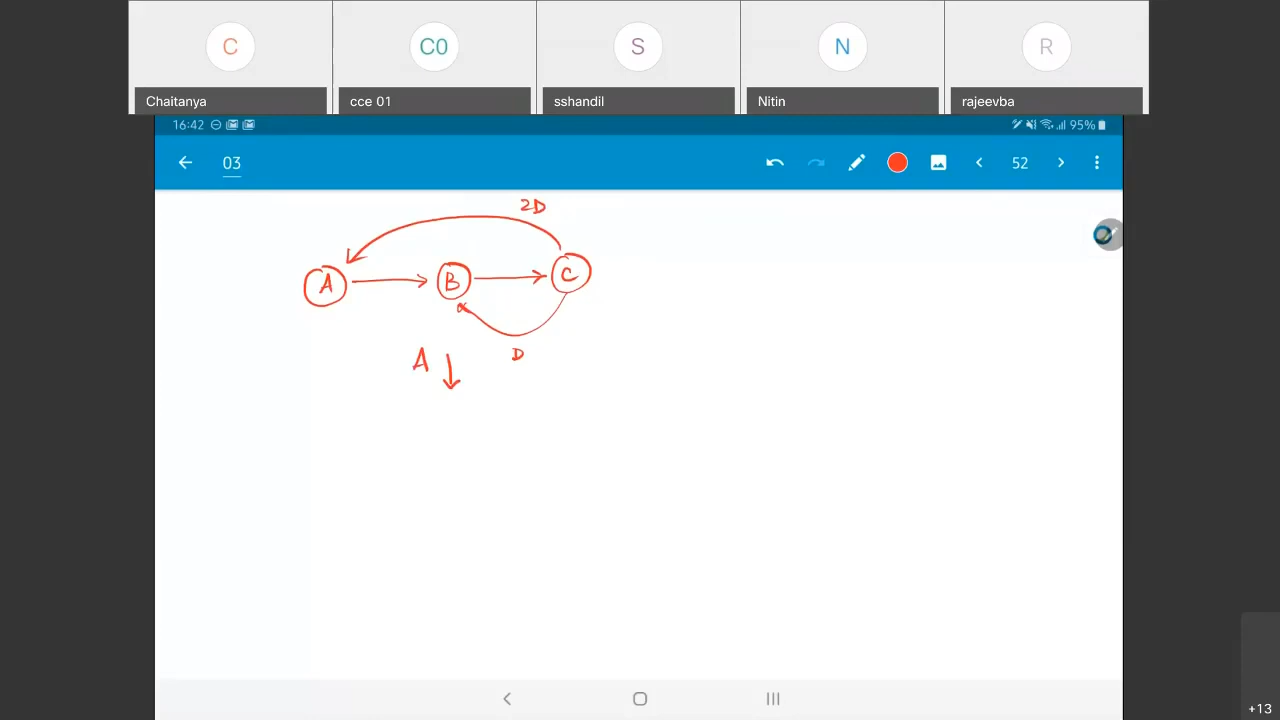 C C0 S N R
Chaitanya cce 01 sshandil Nitin rajeevba
16:42 95%
03 52
2D
A B C
D
A
+13